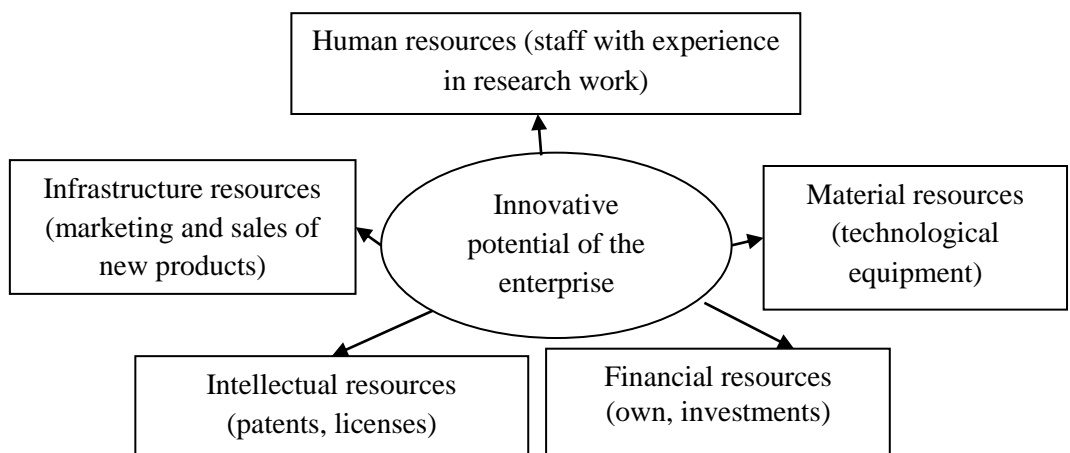 Human resources (staff with experience
in research work)
Infrastructure resources
(marketing and sales of
new products)
Innovative
potential of the
enterprise
Material resources
(technological
equipment)
Intellectual resources
(patents, licenses)
Financial resources
(own, investments)